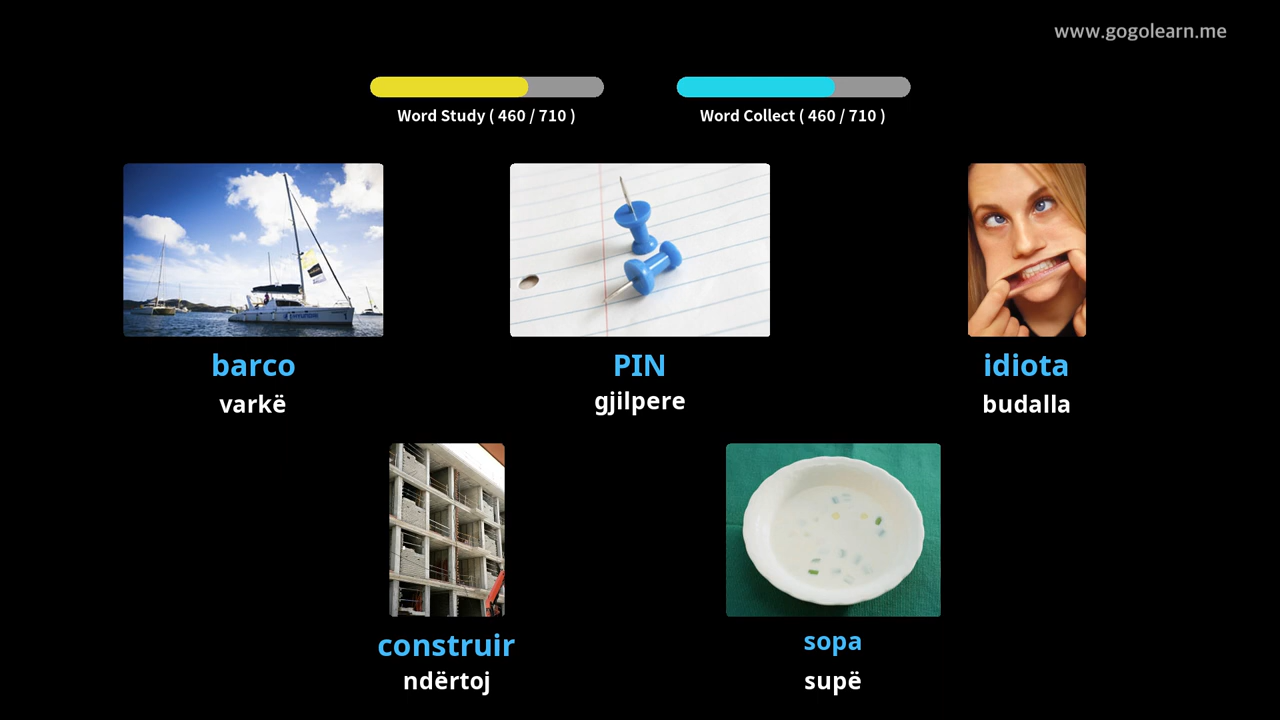 www.gogolearn.me
Word Study ( 460 / 710 )
Word Collect ( 460 / 710 )
barco
varkë
PIN
gjilpere
idiota
budalla
construir
ndërtoj
sopa
supë